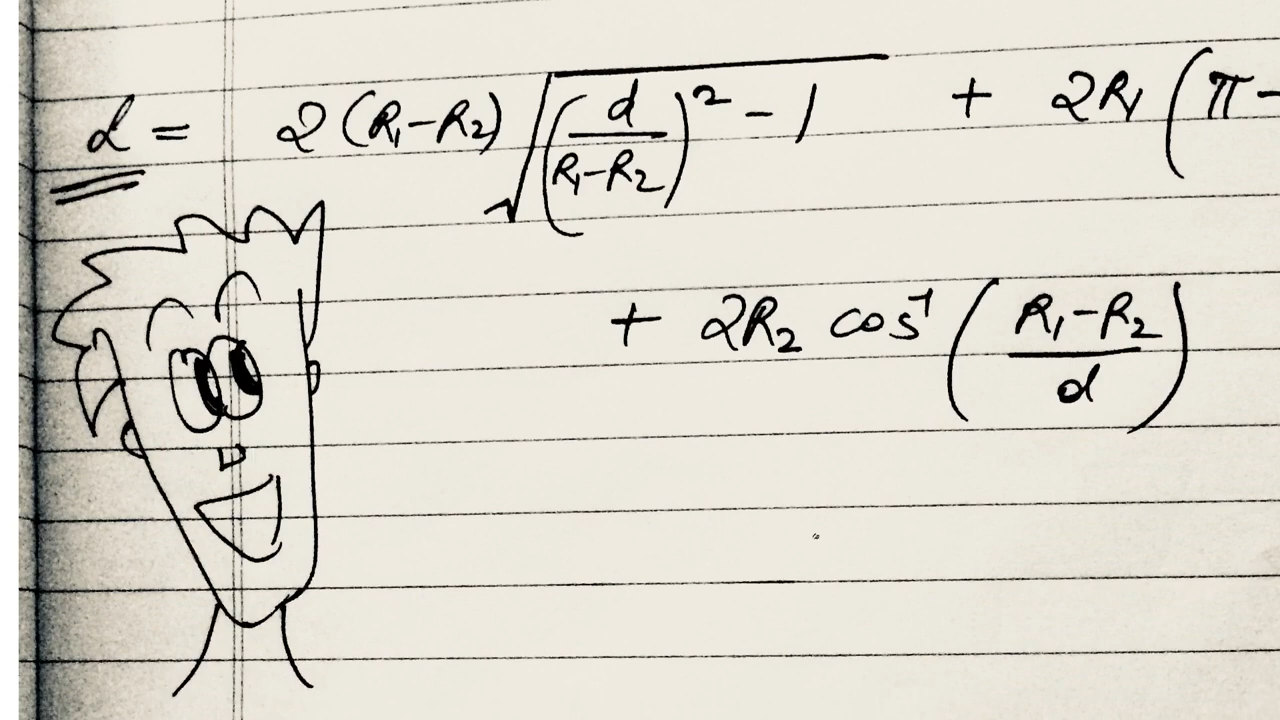 L = 2(R₁-R₂) √((d/(R₁-R₂))² - 1) + 2R₁ (π -
+ 2R₂ cos⁻¹ ((R₁-R₂)/d)